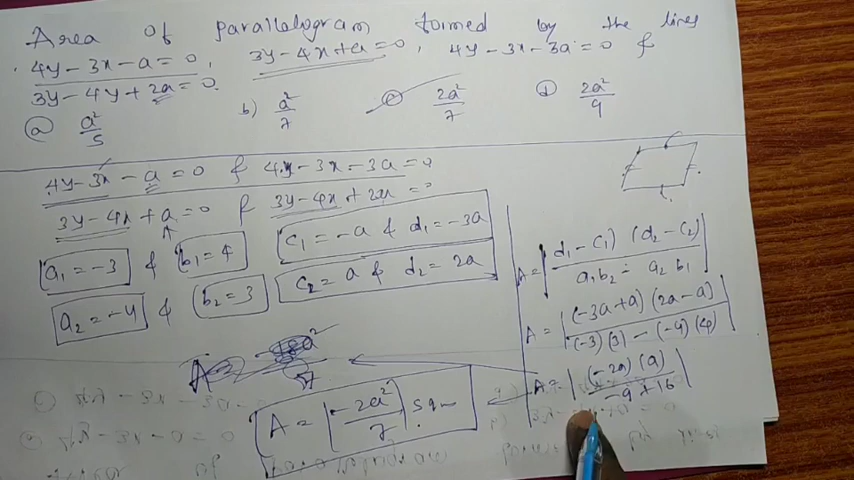 Area of parallelogram formed by the lines
4y - 3x - a = 0, 3y - 4x + a = 0, 4y - 3x - 3a = 0 &
3y - 4y + 2a = 0.
a) a²/5 b) a²/7 c) 2a²/7 d) 2a²/9
4y - 3x - a = 0 & 4y - 3x - 3a = 0
3y - 4x + a = 0 & 3y - 4x + 2a = 0
a₁ = -3 & b₁ = 4
c₁ = -a & d₁ = -3a
a₂ = -4 & b₂ = 3
c₂ = a & d₂ = 2a
A = |(d₁ - c₁) (d₂ - c₂) / a₁b₂ - a₂b₁|
A = |(-3a + a) (2a - a) / (-3)(3) - (-4)(4)|
A = |(-2a) (a) / -9 + 16|
A = |-2a²/7| sq.